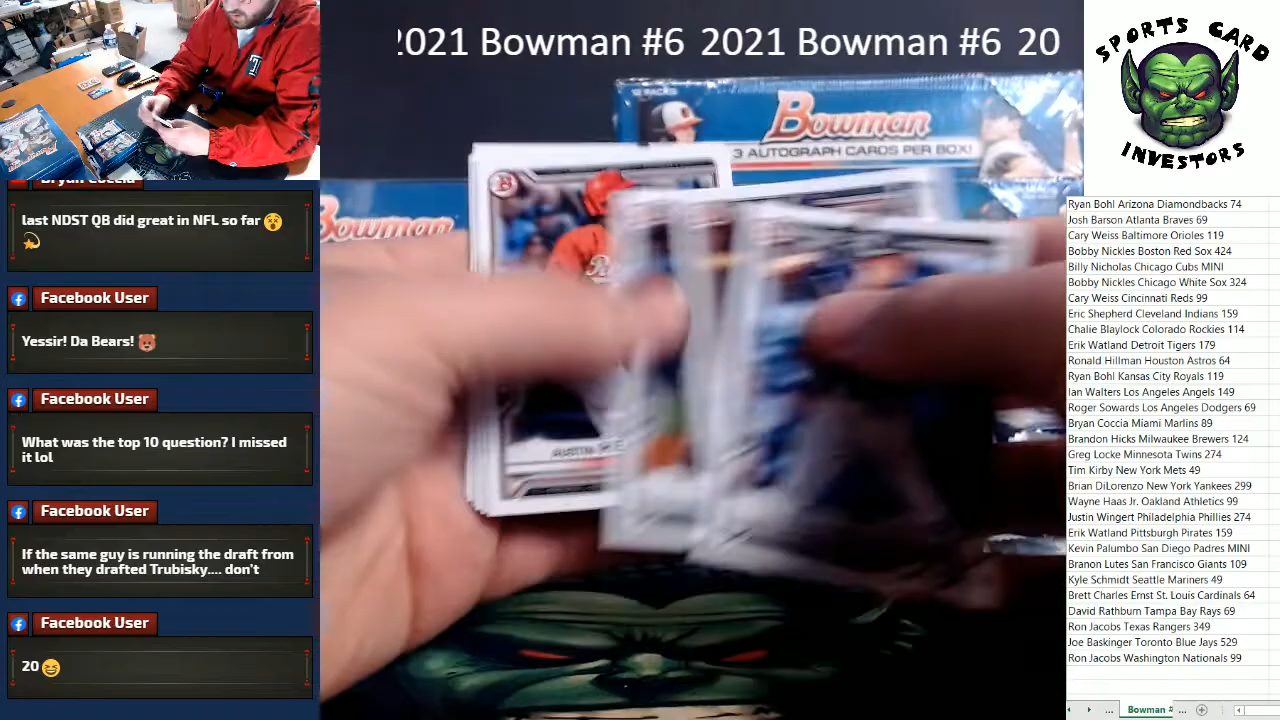 2021 Bowman #6 2021 Bowman #6 20
SPORTS CARD
INVESTORS
Bowman
3 AUTOGRAPH CARDS PER BOX!
Bowman
last NDST QB did great in NFL so far 😵
💫
Facebook User
Yessir! Da Bears! 🐻
Facebook User
What was the top 10 question? I missed
it lol
Facebook User
If the same guy is running the draft from
when they drafted Trubisky.... don't
Facebook User
20 😆
Ryan Bohl Arizona Diamondbacks 74
Josh Barson Atlanta Braves 69
Cary Weiss Baltimore Orioles 119
Bobby Nickles Boston Red Sox 424
Billy Nicholas Chicago Cubs MINI
Bobby Nickles Chicago White Sox 324
Cary Weiss Cincinnati Reds 99
Eric Shepherd Cleveland Indians 159
Chalie Blaylock Colorado Rockies 114
Erik Watland Detroit Tigers 179
Ronald Hillman Houston Astros 64
Ryan Bohl Kansas City Royals 119
Ian Walters Los Angeles Angels 149
Roger Sowards Los Angeles Dodgers 69
Bryan Coccia Miami Marlins 89
Brandon Hicks Milwaukee Brewers 124
Greg Locke Minnesota Twins 274
Tim Kirby New York Mets 49
Brian DiLorenzo New York Yankees 299
Wayne Haas Jr. Oakland Athletics 99
Justin Wingert Philadelphia Phillies 274
Erik Watland Pittsburgh Pirates 159
Kevin Palumbo San Diego Padres MINI
Branon Lutes San Francisco Giants 109
Kyle Schmidt Seattle Mariners 49
Brett Charles Ernst St. Louis Cardinals 64
David Rathburn Tampa Bay Rays 69
Ron Jacobs Texas Rangers 349
Joe Baskinger Toronto Blue Jays 529
Ron Jacobs Washington Nationals 99
... Bowman # ...